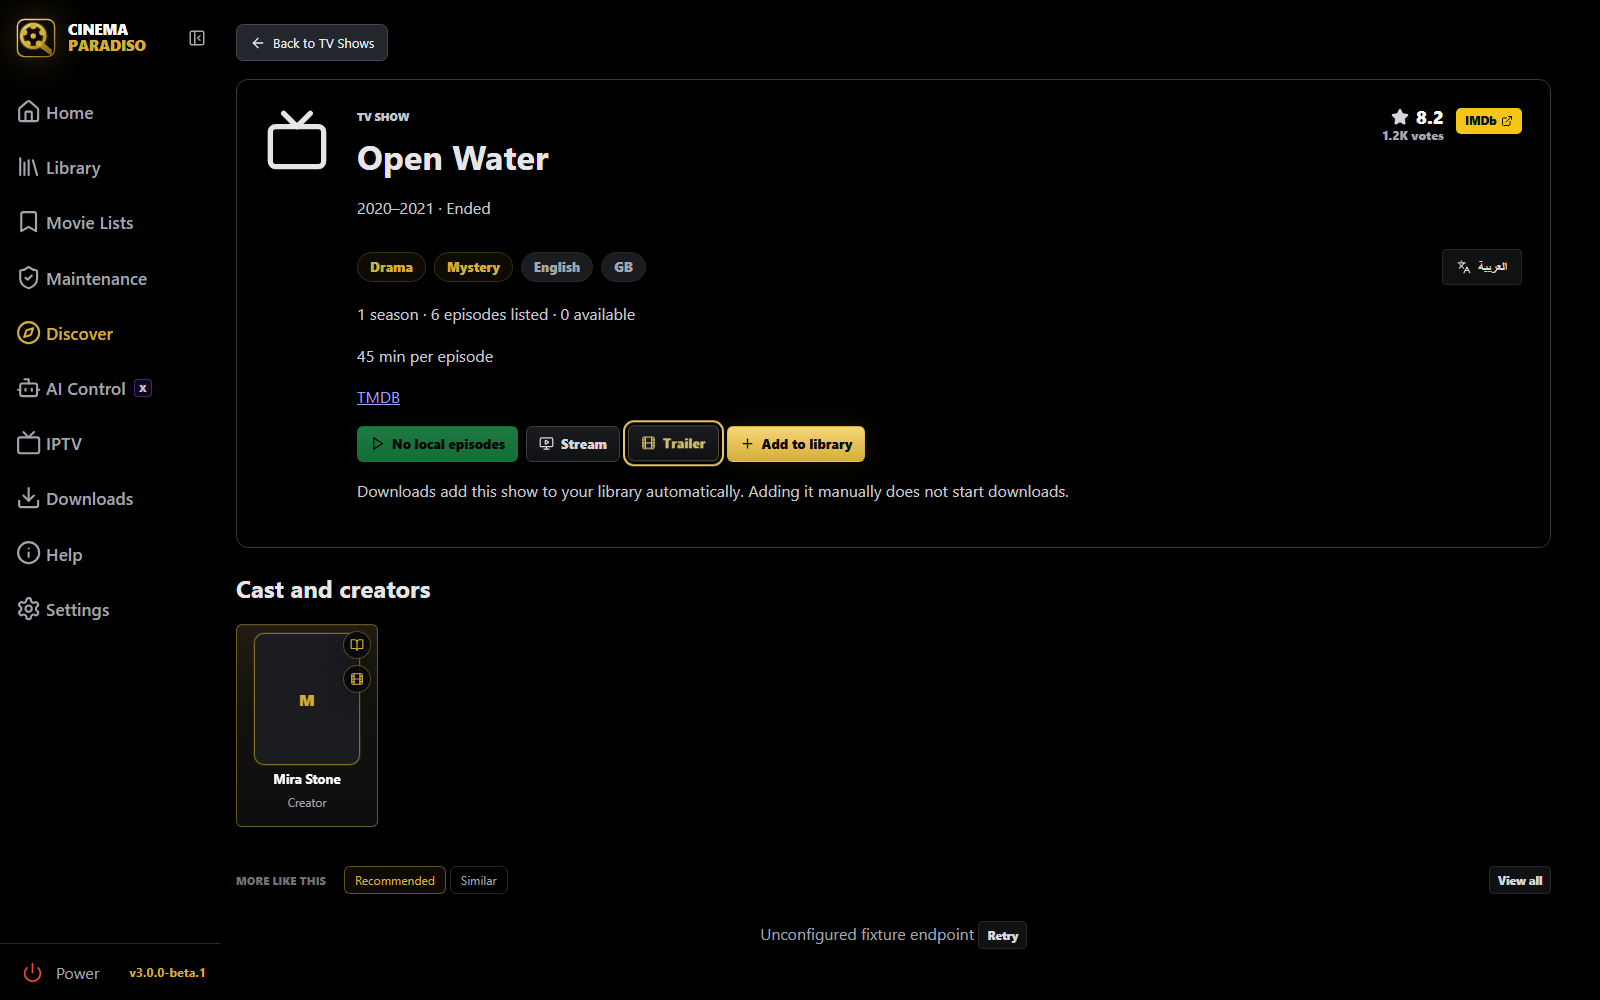 CINEMA
PARADISO
Back to TV Shows
Home
Library
Movie Lists
Maintenance
Discover
AI Control x
IPTV
Downloads
Help
Settings
Power v3.0.0-beta.1
TV SHOW
8.2
IMDb
1.2K votes
Open Water
2020–2021 · Ended
Drama Mystery English GB
العربية
1 season · 6 episodes listed · 0 available
45 min per episode
TMDB
No local episodes Stream Trailer + Add to library
Downloads add this show to your library automatically. Adding it manually does not start downloads.
Cast and creators
M
Mira Stone
Creator
MORE LIKE THIS Recommended Similar View all
Unconfigured fixture endpoint Retry